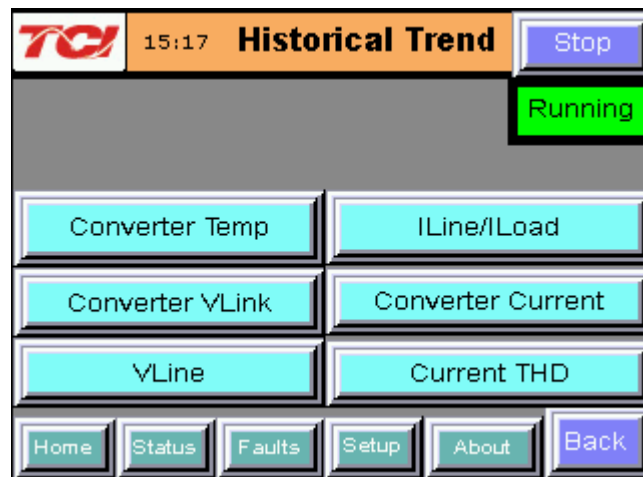 TCI 15:17 Historical Trend Stop
Running
Converter Temp ILine/ILoad
Converter VLink Converter Current
VLine Current THD
Home Status Faults Setup About Back